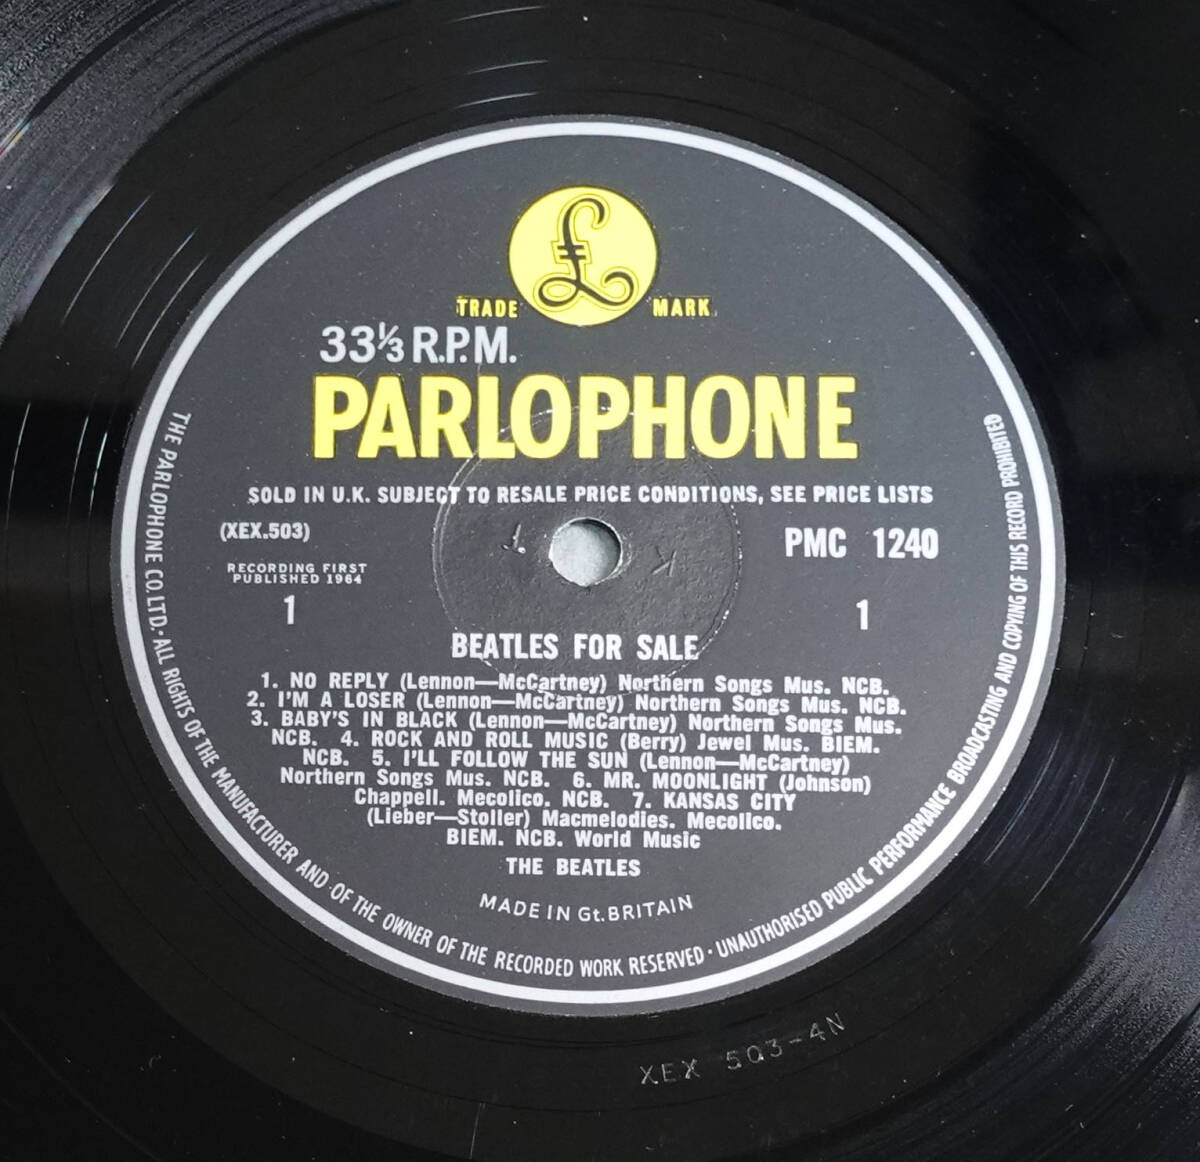 £
TRADE MARK
33⅓ R.P.M.
PARLOPHONE
SOLD IN U.K. SUBJECT TO RESALE PRICE CONDITIONS, SEE PRICE LISTS
(XEX.503)
PMC 1240
RECORDING FIRST
PUBLISHED 1964
1
1
T
K
BEATLES FOR SALE
1. NO REPLY (Lennon—McCartney) Northern Songs Mus. NCB.
2. I'M A LOSER (Lennon—McCartney) Northern Songs Mus. NCB.
3. BABY'S IN BLACK (Lennon—McCartney) Northern Songs Mus.
NCB. 4. ROCK AND ROLL MUSIC (Berry) Jewel Mus. BIEM.
NCB. 5. I'LL FOLLOW THE SUN (Lennon—McCartney)
Northern Songs Mus. NCB. 6. MR. MOONLIGHT (Johnson)
Chappell. Mecolico. NCB. 7. KANSAS CITY
(Lieber—Stoller) Macmelodies. Mecolico.
BIEM. NCB. World Music
THE BEATLES
MADE IN Gt. BRITAIN
THE PARLOPHONE CO. LTD. · ALL RIGHTS OF THE MANUFACTURER AND OF THE OWNER OF THE RECORDED WORK RESERVED · UNAUTHORISED PUBLIC PERFORMANCE BROADCASTING AND COPYING OF THIS RECORD PROHIBITED
XEX 503-4N